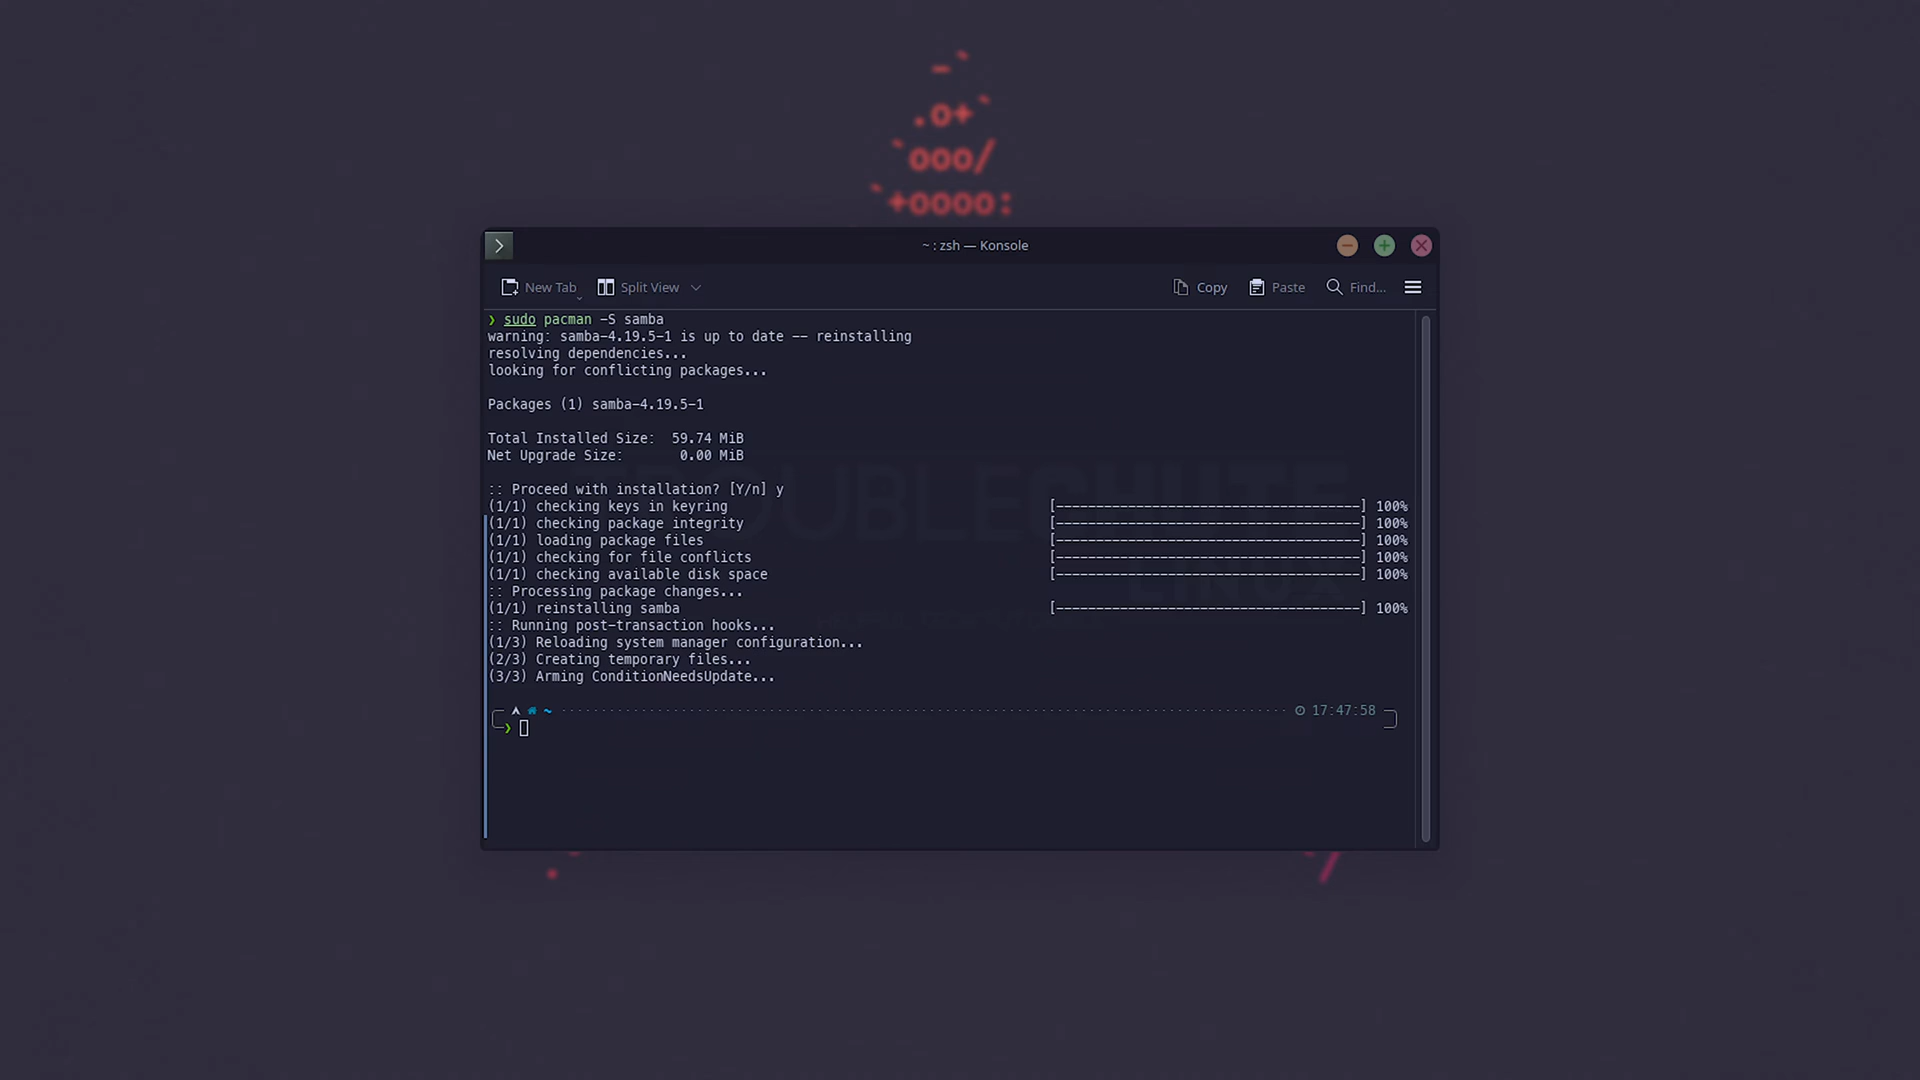 -`
.o+`
`ooo/
`+oooo:
~ : zsh — Konsole
New Tab Split View Copy Paste Find...
❯ sudo pacman -S samba
warning: samba-4.19.5-1 is up to date -- reinstalling
resolving dependencies...
looking for conflicting packages...
Packages (1) samba-4.19.5-1
Total Installed Size:  59.74 MiB
Net Upgrade Size:       0.00 MiB
:: Proceed with installation? [Y/n] y
(1/1) checking keys in keyring [--------------------------------------] 100%
(1/1) checking package integrity [--------------------------------------] 100%
(1/1) loading package files [--------------------------------------] 100%
(1/1) checking for file conflicts [--------------------------------------] 100%
(1/1) checking available disk space [--------------------------------------] 100%
:: Processing package changes...
(1/1) reinstalling samba [--------------------------------------] 100%
:: Running post-transaction hooks...
(1/3) Reloading system manager configuration...
(2/3) Creating temporary files...
(3/3) Arming ConditionNeedsUpdate...
~ 17:47:58
❯